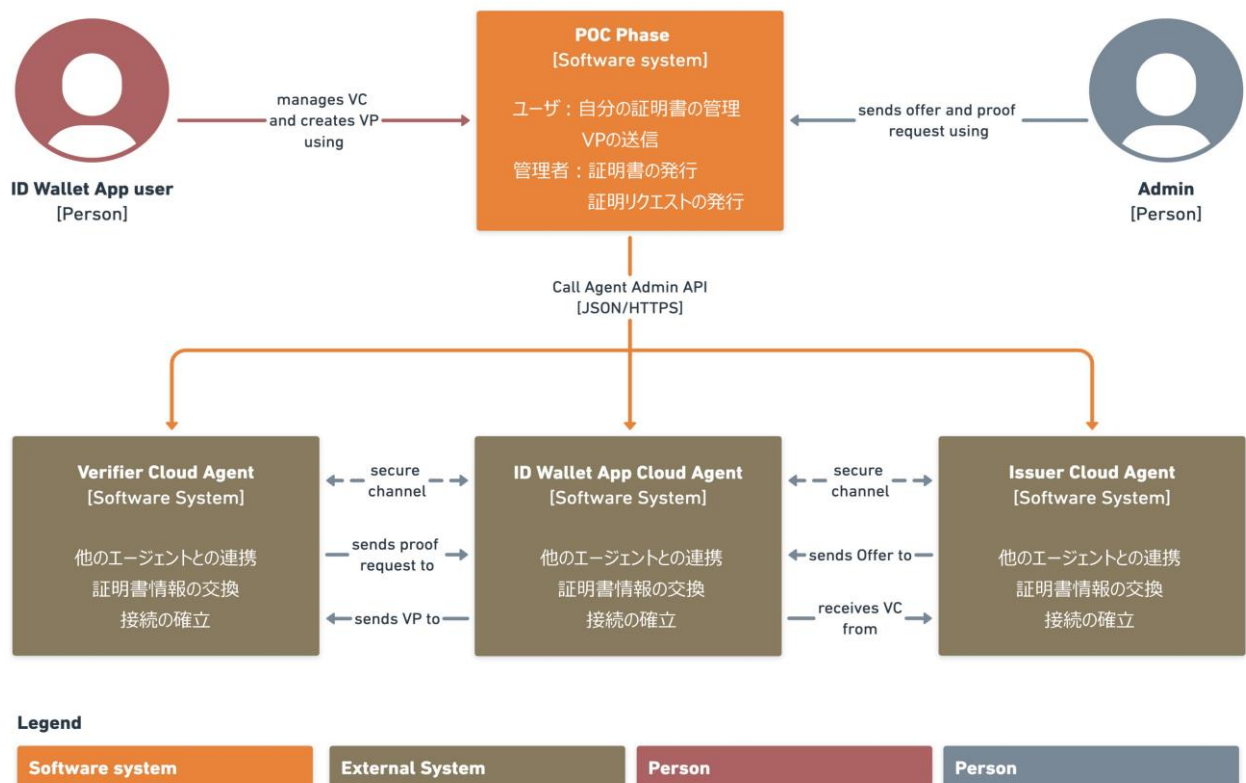 POC Phase
[Software system]
ユーザ：自分の証明書の管理
VPの送信
管理者：証明書の発行
証明リクエストの発行
manages VC
and creates VP
using
sends offer and proof
request using
ID Wallet App user
[Person]
Admin
[Person]
Call Agent Admin API
[JSON/HTTPS]
Verifier Cloud Agent
[Software System]
他のエージェントとの連携
証明書情報の交換
接続の確立
secure
channel
sends proof
request to
sends VP to
ID Wallet App Cloud Agent
[Software System]
他のエージェントとの連携
証明書情報の交換
接続の確立
secure
channel
sends Offer to
receives VC
from
Issuer Cloud Agent
[Software System]
他のエージェントとの連携
証明書情報の交換
接続の確立
Legend
Software system
External System
Person
Person